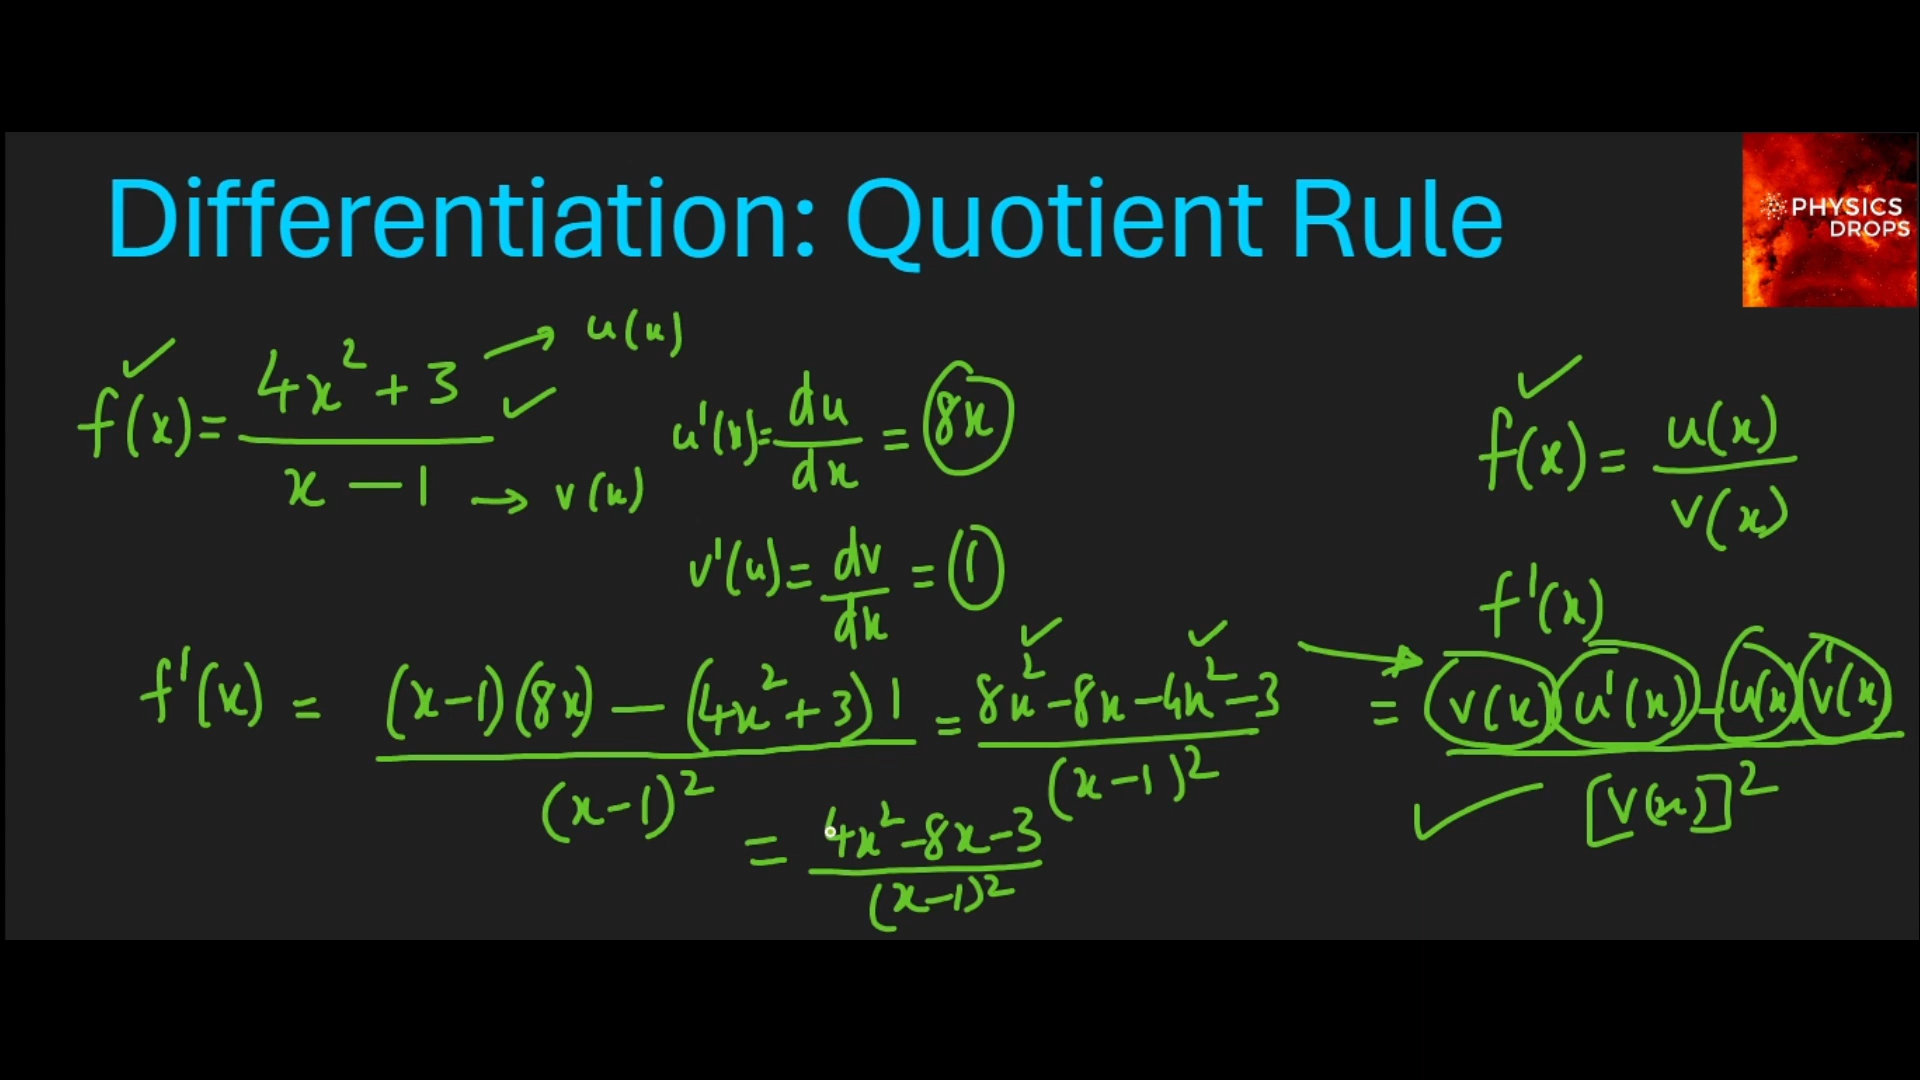 Differentiation: Quotient Rule
PHYSICS
DROPS
f(x) = (4x² + 3) / (x − 1)
→ u(x)
→ v(x)
u'(x) = du/dx = 8x
v'(x) = dv/dx = 1
f'(x) = ((x−1)(8x) − (4x² + 3)1) / (x−1)² = (8x² − 8x − 4x² − 3) / (x−1)²
= (4x² − 8x − 3) / (x−1)²
f(x) = u(x) / v(x)
f'(x)
= (v(x) u'(x) − u(x) v'(x)) / [v(x)]²